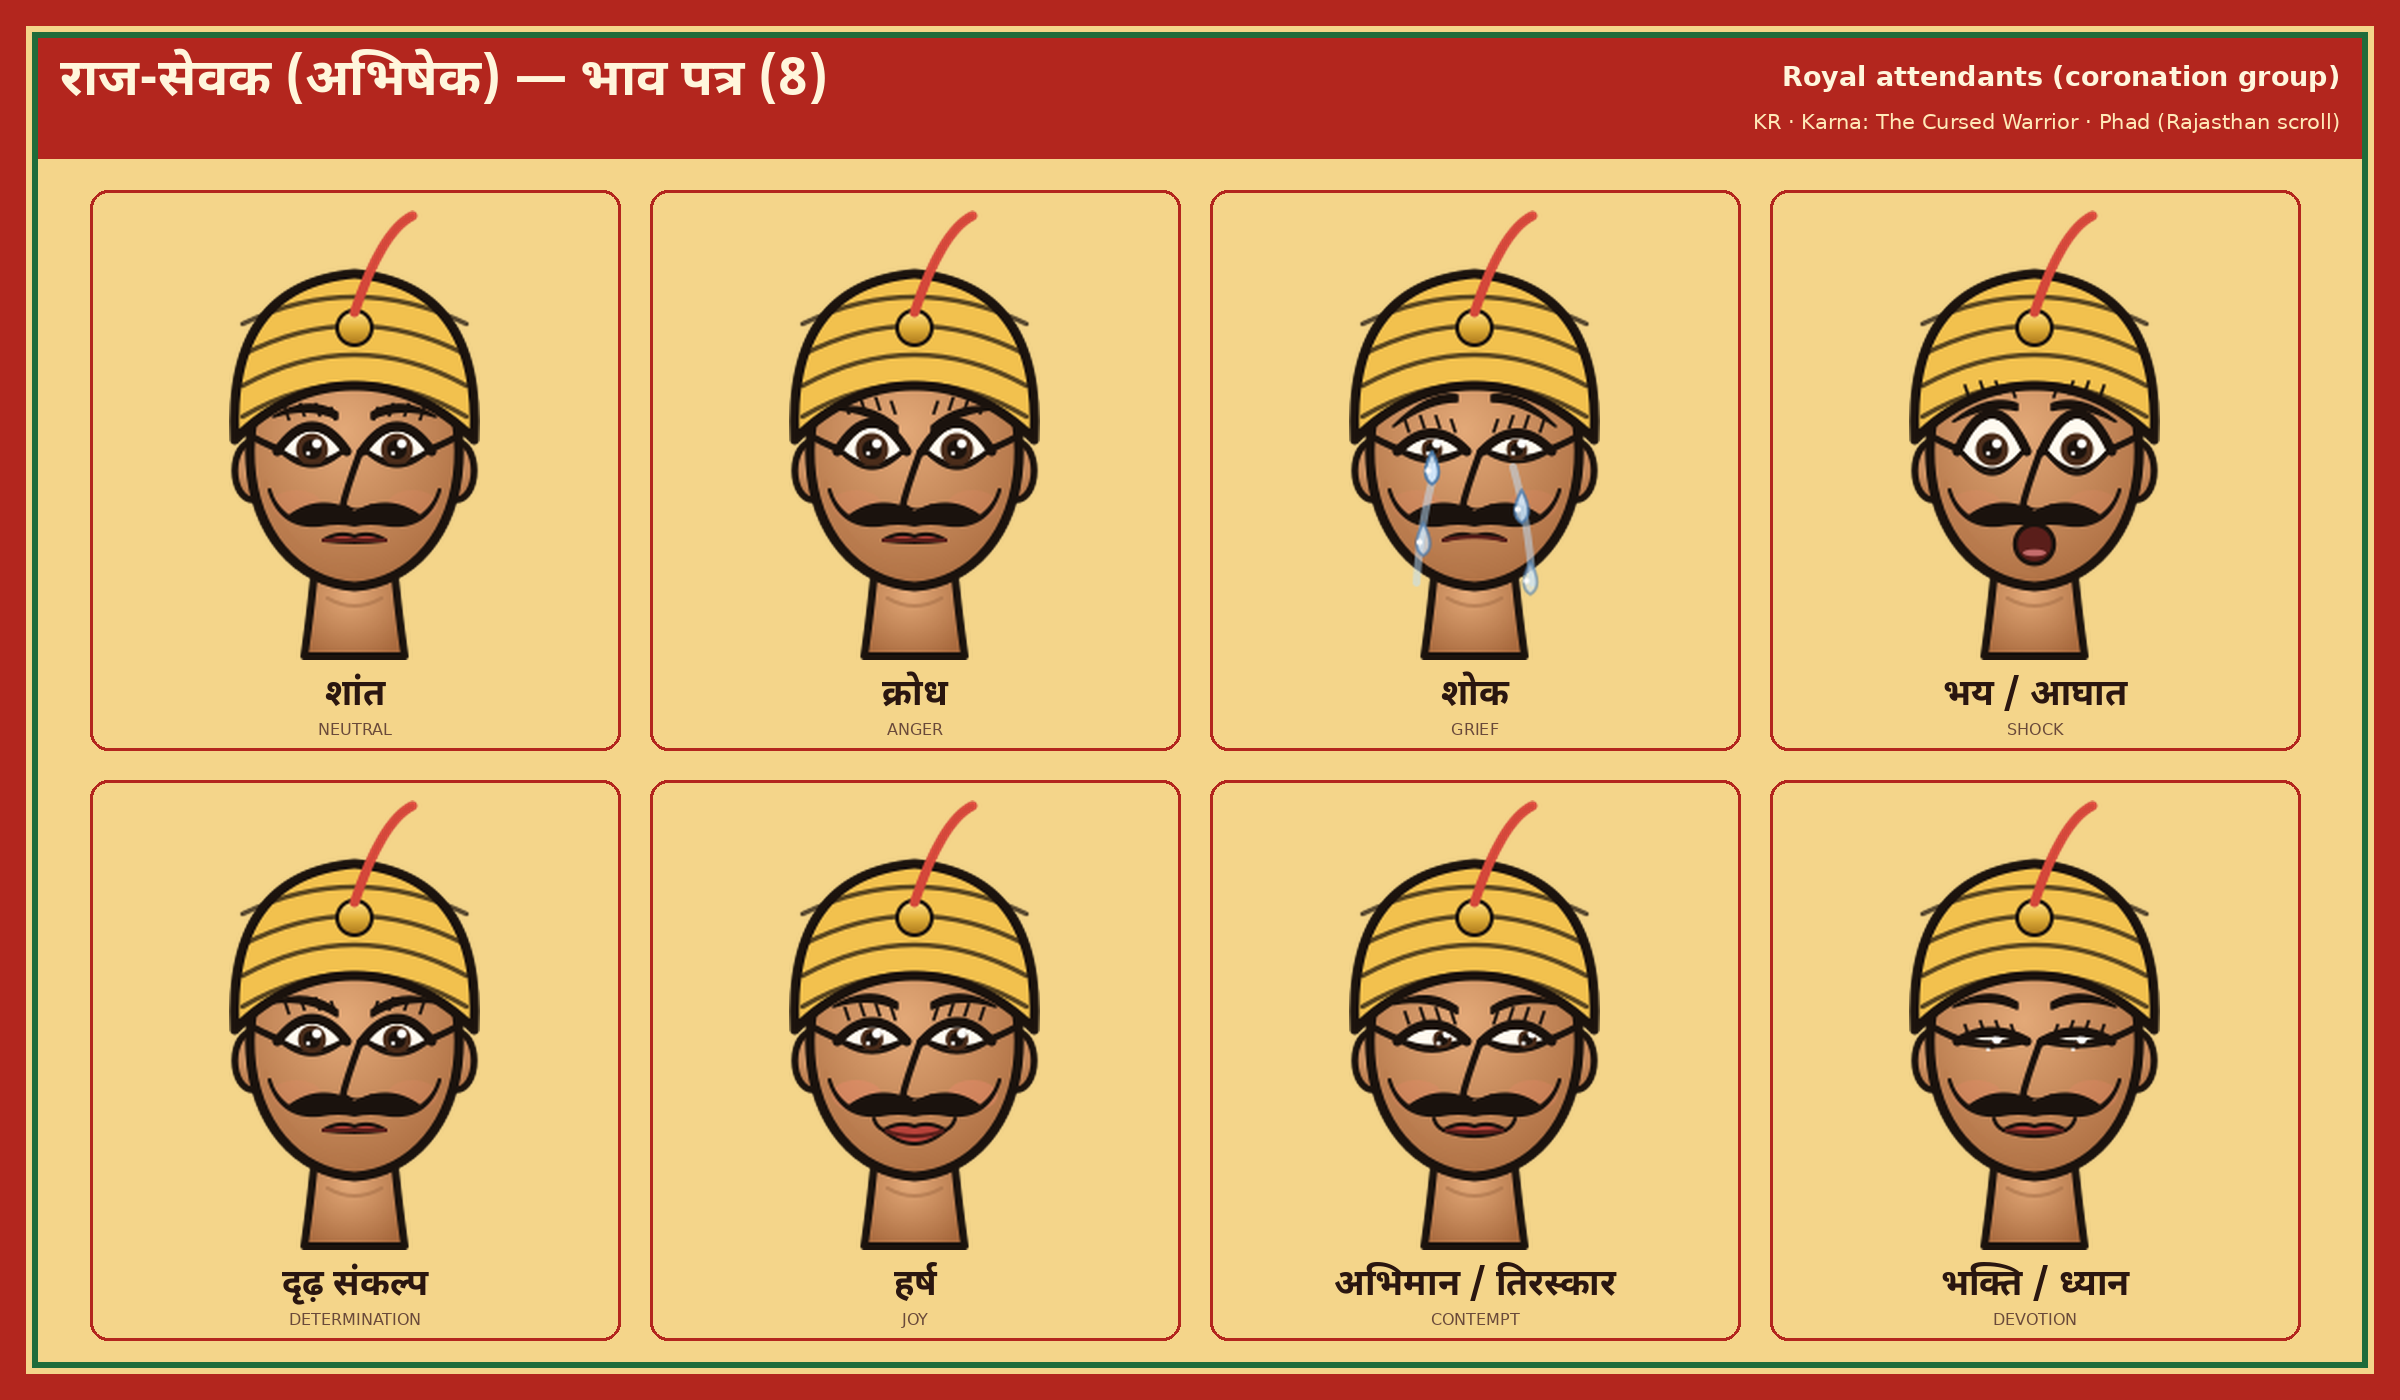 राज-सेवक (अभिषेक) — भाव पत्र (8)
Royal attendants (coronation group)
KR · Karna: The Cursed Warrior · Phad (Rajasthan scroll)
शांत
NEUTRAL
क्रोध
ANGER
शोक
GRIEF
भय / आघात
SHOCK
दृढ़ संकल्प
DETERMINATION
हर्ष
JOY
अभिमान / तिरस्कार
CONTEMPT
भक्ति / ध्यान
DEVOTION